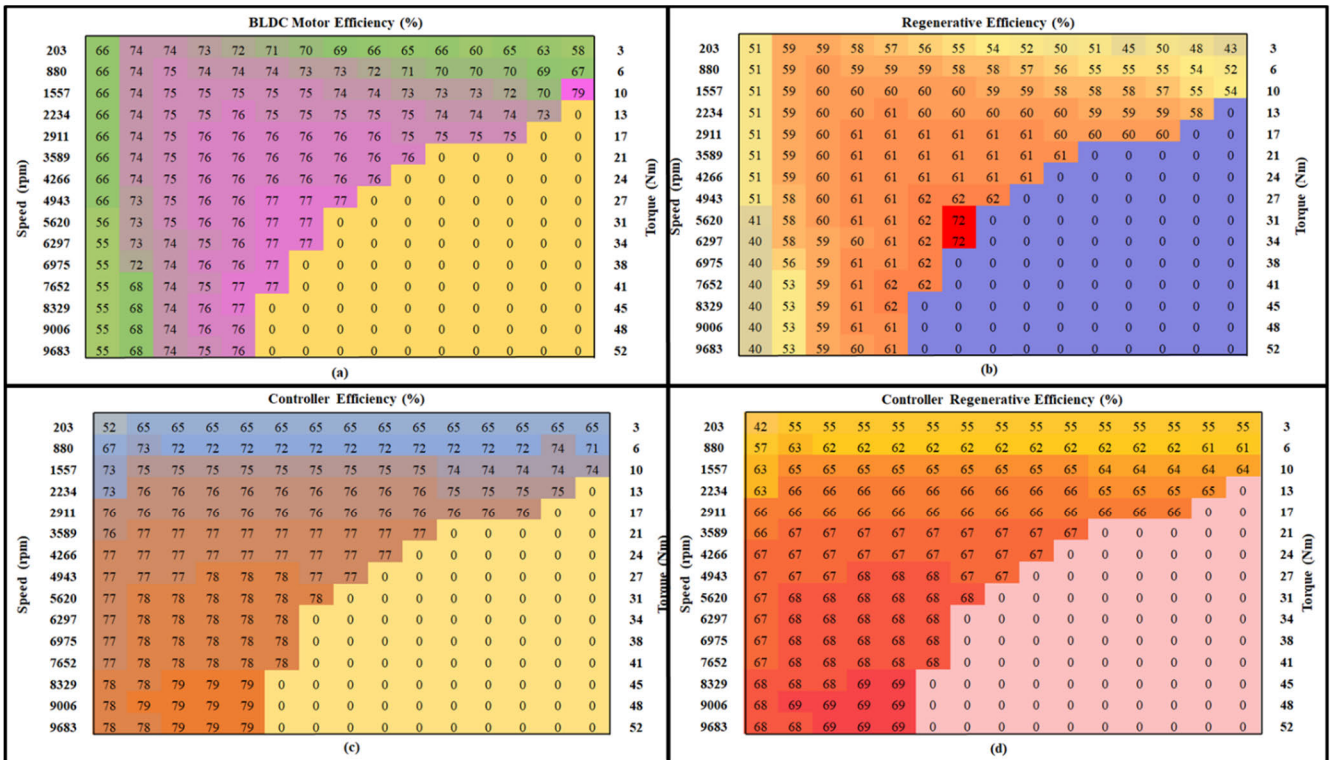 BLDC Motor Efficiency (%)
203 66 74 74 73 72 71 70 69 66 65 66 60 65 63 58 3
880 66 74 75 74 74 74 73 73 72 71 70 70 70 69 67 6
1557 66 74 75 75 75 75 75 74 74 73 73 73 72 70 79 10
2234 66 74 75 75 76 75 75 75 75 75 74 74 74 73 0 13
2911 66 74 75 76 76 76 76 76 76 75 75 75 75 0 0 17
3589 66 74 75 76 76 76 76 76 76 76 0 0 0 0 0 21
4266 66 74 75 76 76 76 76 76 76 0 0 0 0 0 0 24
4943 66 73 75 76 76 77 77 77 0 0 0 0 0 0 0 27
5620 56 73 75 76 76 77 77 0 0 0 0 0 0 0 0 31
6297 55 73 74 75 76 77 77 0 0 0 0 0 0 0 0 34
6975 55 72 74 76 76 77 0 0 0 0 0 0 0 0 0 38
7652 55 68 74 75 77 77 0 0 0 0 0 0 0 0 0 41
8329 55 68 74 76 77 0 0 0 0 0 0 0 0 0 0 45
9006 55 68 74 76 76 0 0 0 0 0 0 0 0 0 0 48
9683 55 68 74 75 76 0 0 0 0 0 0 0 0 0 0 52
Speed (rpm)
Torque (Nm)
(a)
Regenerative Efficiency (%)
203 51 59 59 58 57 56 55 54 52 50 51 45 50 48 43 3
880 51 59 60 59 59 59 58 58 57 56 55 55 55 54 52 6
1557 51 59 60 60 60 60 60 59 59 58 58 58 57 55 54 10
2234 51 59 60 60 61 60 60 60 60 60 59 59 59 58 0 13
2911 51 59 60 61 61 61 61 61 61 60 60 60 60 0 0 17
3589 51 59 60 61 61 61 61 61 61 61 0 0 0 0 0 21
4266 51 59 60 61 61 61 61 61 61 0 0 0 0 0 0 24
4943 51 58 60 61 61 62 62 62 0 0 0 0 0 0 0 27
5620 41 58 60 61 61 62 72 0 0 0 0 0 0 0 0 31
6297 40 58 59 60 61 62 72 0 0 0 0 0 0 0 0 34
6975 40 56 59 61 61 62 0 0 0 0 0 0 0 0 0 38
7652 40 53 59 61 62 62 0 0 0 0 0 0 0 0 0 41
8329 40 53 59 61 62 0 0 0 0 0 0 0 0 0 0 45
9006 40 53 59 61 61 0 0 0 0 0 0 0 0 0 0 48
9683 40 53 59 60 61 0 0 0 0 0 0 0 0 0 0 52
Speed (rpm)
Torque (Nm)
(b)
Controller Efficiency (%)
203 52 65 65 65 65 65 65 65 65 65 65 65 65 65 65 3
880 67 73 72 72 72 72 72 72 72 72 72 72 72 74 71 6
1557 73 75 75 75 75 75 75 75 75 75 74 74 74 74 74 10
2234 73 76 76 76 76 76 76 76 76 76 75 75 75 75 0 13
2911 76 76 76 76 76 76 76 76 76 76 76 76 76 0 0 17
3589 76 77 77 77 77 77 77 77 77 77 0 0 0 0 0 21
4266 77 77 77 77 77 77 77 77 77 0 0 0 0 0 0 24
4943 77 77 77 78 78 78 77 77 0 0 0 0 0 0 0 27
5620 77 78 78 78 78 78 78 0 0 0 0 0 0 0 0 31
6297 77 78 78 78 78 78 0 0 0 0 0 0 0 0 0 34
6975 77 78 78 78 78 78 0 0 0 0 0 0 0 0 0 38
7652 77 78 78 78 78 78 0 0 0 0 0 0 0 0 0 41
8329 78 78 79 79 79 0 0 0 0 0 0 0 0 0 0 45
9006 78 79 79 79 79 0 0 0 0 0 0 0 0 0 0 48
9683 78 78 79 79 79 0 0 0 0 0 0 0 0 0 0 52
Speed (rpm)
Torque (Nm)
(c)
Controller Regenerative Efficiency (%)
203 42 55 55 55 55 55 55 55 55 55 55 55 55 55 55 3
880 57 63 62 62 62 62 62 62 62 62 62 62 62 61 61 6
1557 63 65 65 65 65 65 65 65 65 65 64 64 64 64 64 10
2234 63 66 66 66 66 66 66 66 66 66 65 65 65 65 0 13
2911 66 66 66 66 66 66 66 66 66 66 66 66 66 0 0 17
3589 66 67 67 67 67 67 67 67 67 67 0 0 0 0 0 21
4266 67 67 67 67 67 67 67 67 67 0 0 0 0 0 0 24
4943 67 67 67 68 68 68 67 67 0 0 0 0 0 0 0 27
5620 67 68 68 68 68 68 68 0 0 0 0 0 0 0 0 31
6297 67 68 68 68 68 68 0 0 0 0 0 0 0 0 0 34
6975 67 68 68 68 68 68 0 0 0 0 0 0 0 0 0 38
7652 67 68 68 68 68 68 0 0 0 0 0 0 0 0 0 41
8329 68 68 68 69 69 0 0 0 0 0 0 0 0 0 0 45
9006 68 69 69 69 69 0 0 0 0 0 0 0 0 0 0 48
9683 68 68 69 69 69 0 0 0 0 0 0 0 0 0 0 52
Speed (rpm)
Torque (Nm)
(d)